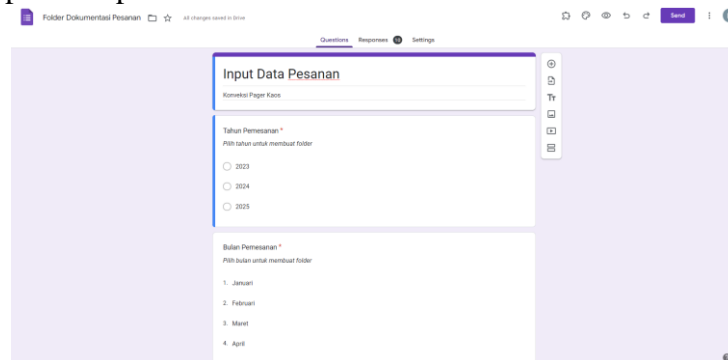 Folder Dokumentasi Pesanan
All changes saved in Drive
Send
Questions
Responses
Settings
Input Data Pesanan
Konveksi Pager Kaos
Tahun Pemesanan *
Pilih tahun untuk membuat folder
2023
2024
2025
Bulan Pemesanan *
Pilih bulan untuk membuat folder
1. Januari
2. Februari
3. Maret
4. April
Tт